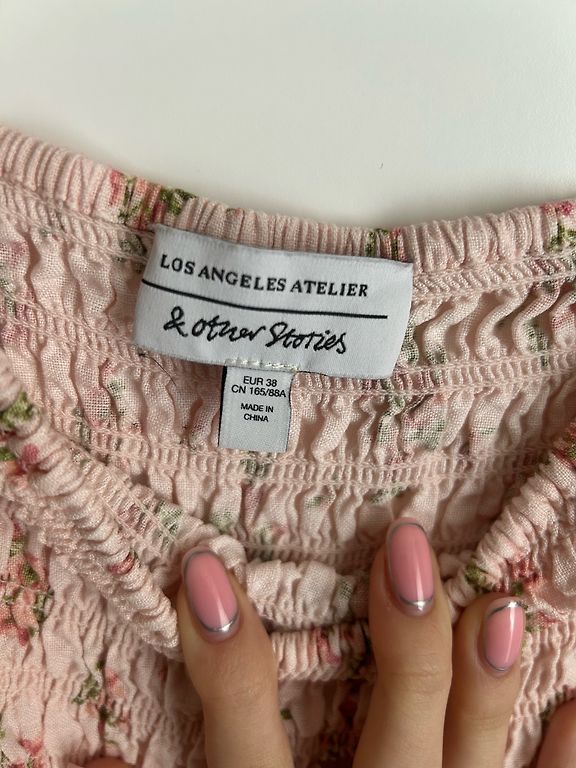 LOS ANGELES ATELIER
& other Stories
EUR 38
CN 165/88A
MADE IN
CHINA